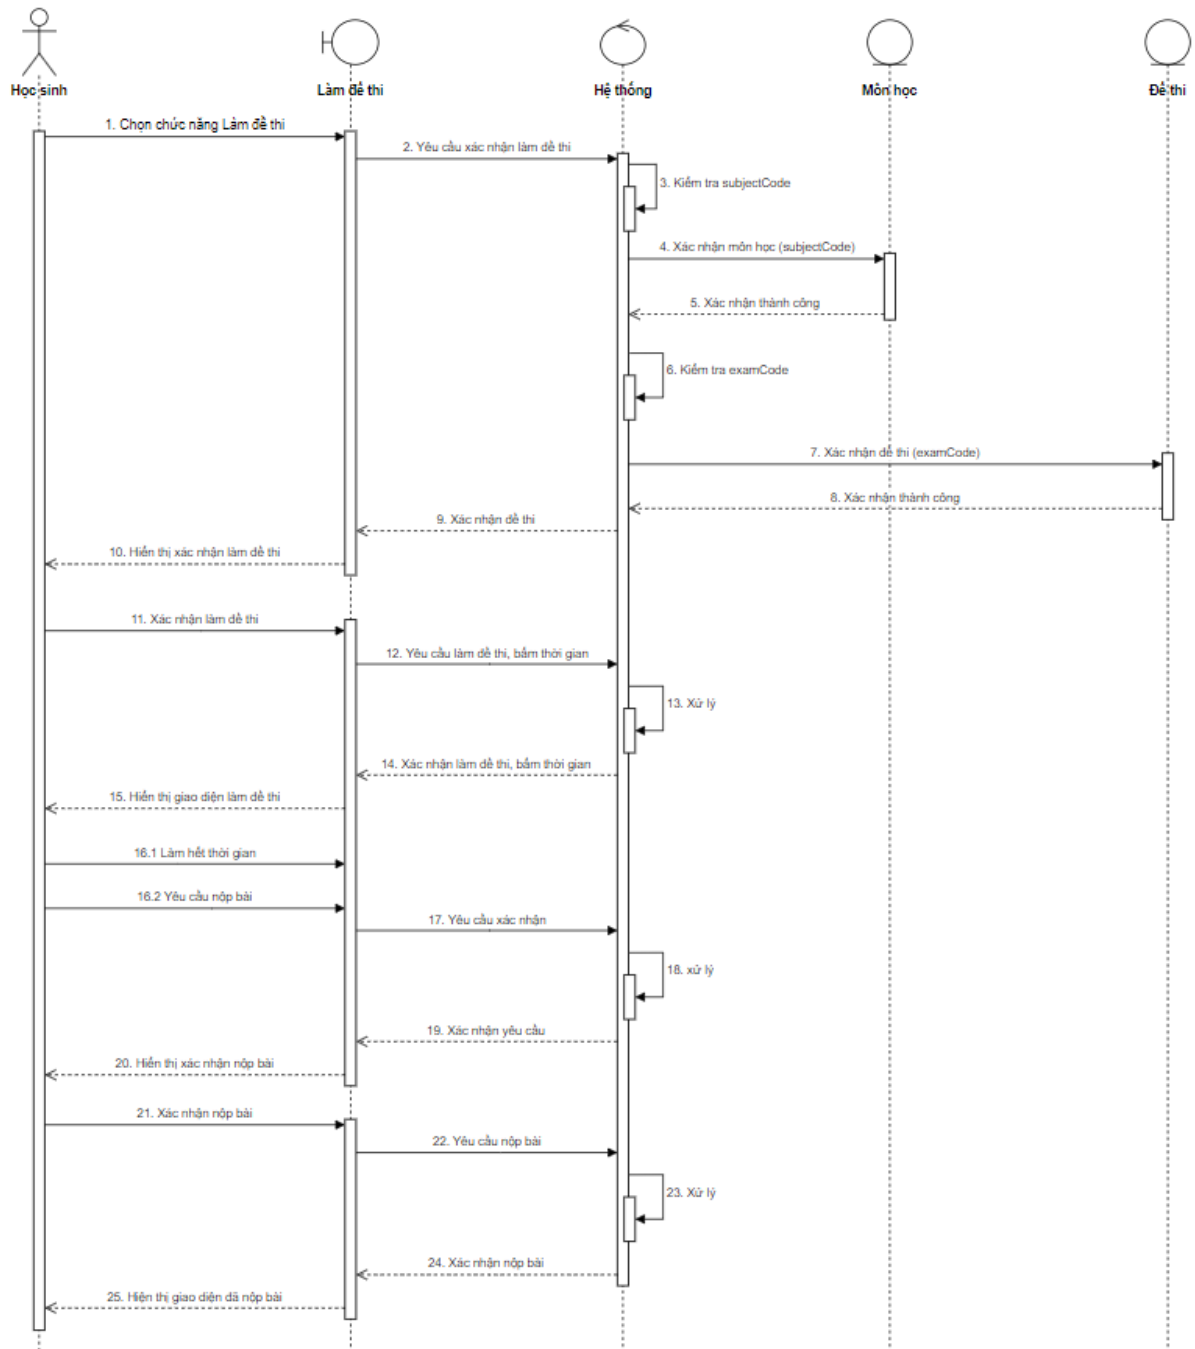 Học sinh
Làm đề thi
Hệ thống
Môn học
Đề thi
1. Chọn chức năng Làm đề thi
2. Yêu cầu xác nhận làm đề thi
3. Kiểm tra subjectCode
4. Xác nhận môn học (subjectCode)
5. Xác nhận thành công
6. Kiểm tra examCode
7. Xác nhận đề thi (examCode)
8. Xác nhận thành công
9. Xác nhận đề thi
10. Hiển thị xác nhận làm đề thi
11. Xác nhận làm đề thi
12. Yêu cầu làm đề thi, bấm thời gian
13. Xử lý
14. Xác nhận làm đề thi, bấm thời gian
15. Hiển thị giao diện làm đề thi
16.1 Làm hết thời gian
16.2 Yêu cầu nộp bài
17. Yêu cầu xác nhận
18. xử lý
19. Xác nhận yêu cầu
20. Hiển thị xác nhận nộp bài
21. Xác nhận nộp bài
22. Yêu cầu nộp bài
23. Xử lý
24. Xác nhận nộp bài
25. Hiện thị giao diện đã nộp bài